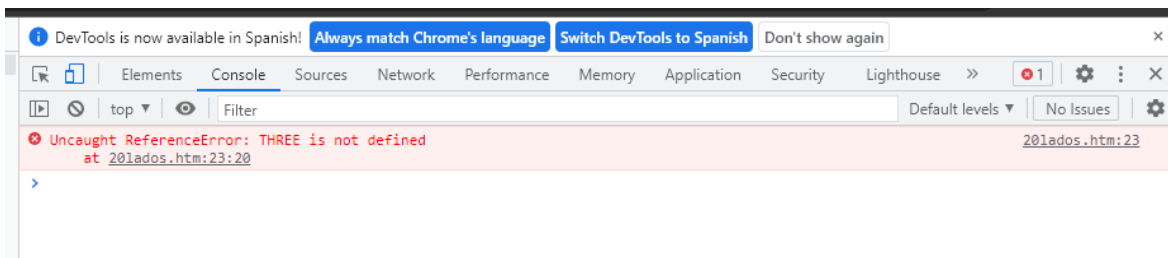 DevTools is now available in Spanish! Always match Chrome's language Switch DevTools to Spanish Don't show again ×
Elements Console Sources Network Performance Memory Application Security Lighthouse » 1
top ▼ Filter Default levels ▼ No Issues
Uncaught ReferenceError: THREE is not defined 20lados.htm:23
at 20lados.htm:23:20
>